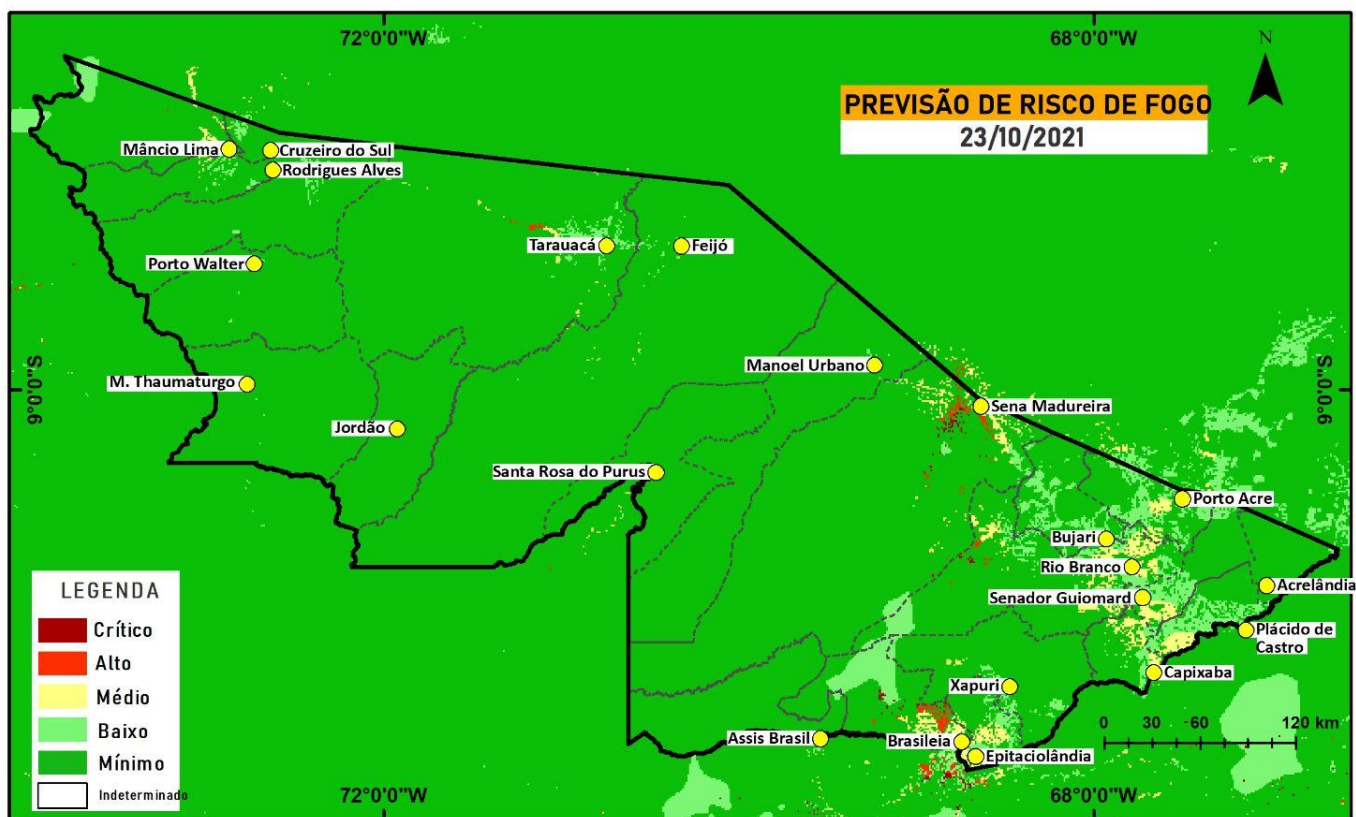 72°0'0"W
68°0'0"W
N
PREVISÃO DE RISCO DE FOGO
23/10/2021
Mâncio Lima
Cruzeiro do Sul
Rodrigues Alves
Tarauacá
Feijó
Porto Walter
Manoel Urbano
9°0'0"S
9°0'0"S
M. Thaumaturgo
Sena Madureira
Jordão
Santa Rosa do Purus
Porto Acre
Bujari
Rio Branco
Acrelândia
Senador Guiomard
Plácido de
Castro
Capixaba
Xapuri
Assis Brasil
Brasileia
Epitaciolândia
0 30 60 120 km
LEGENDA
Crítico
Alto
Médio
Baixo
Mínimo
Indeterminado
72°0'0"W
68°0'0"W